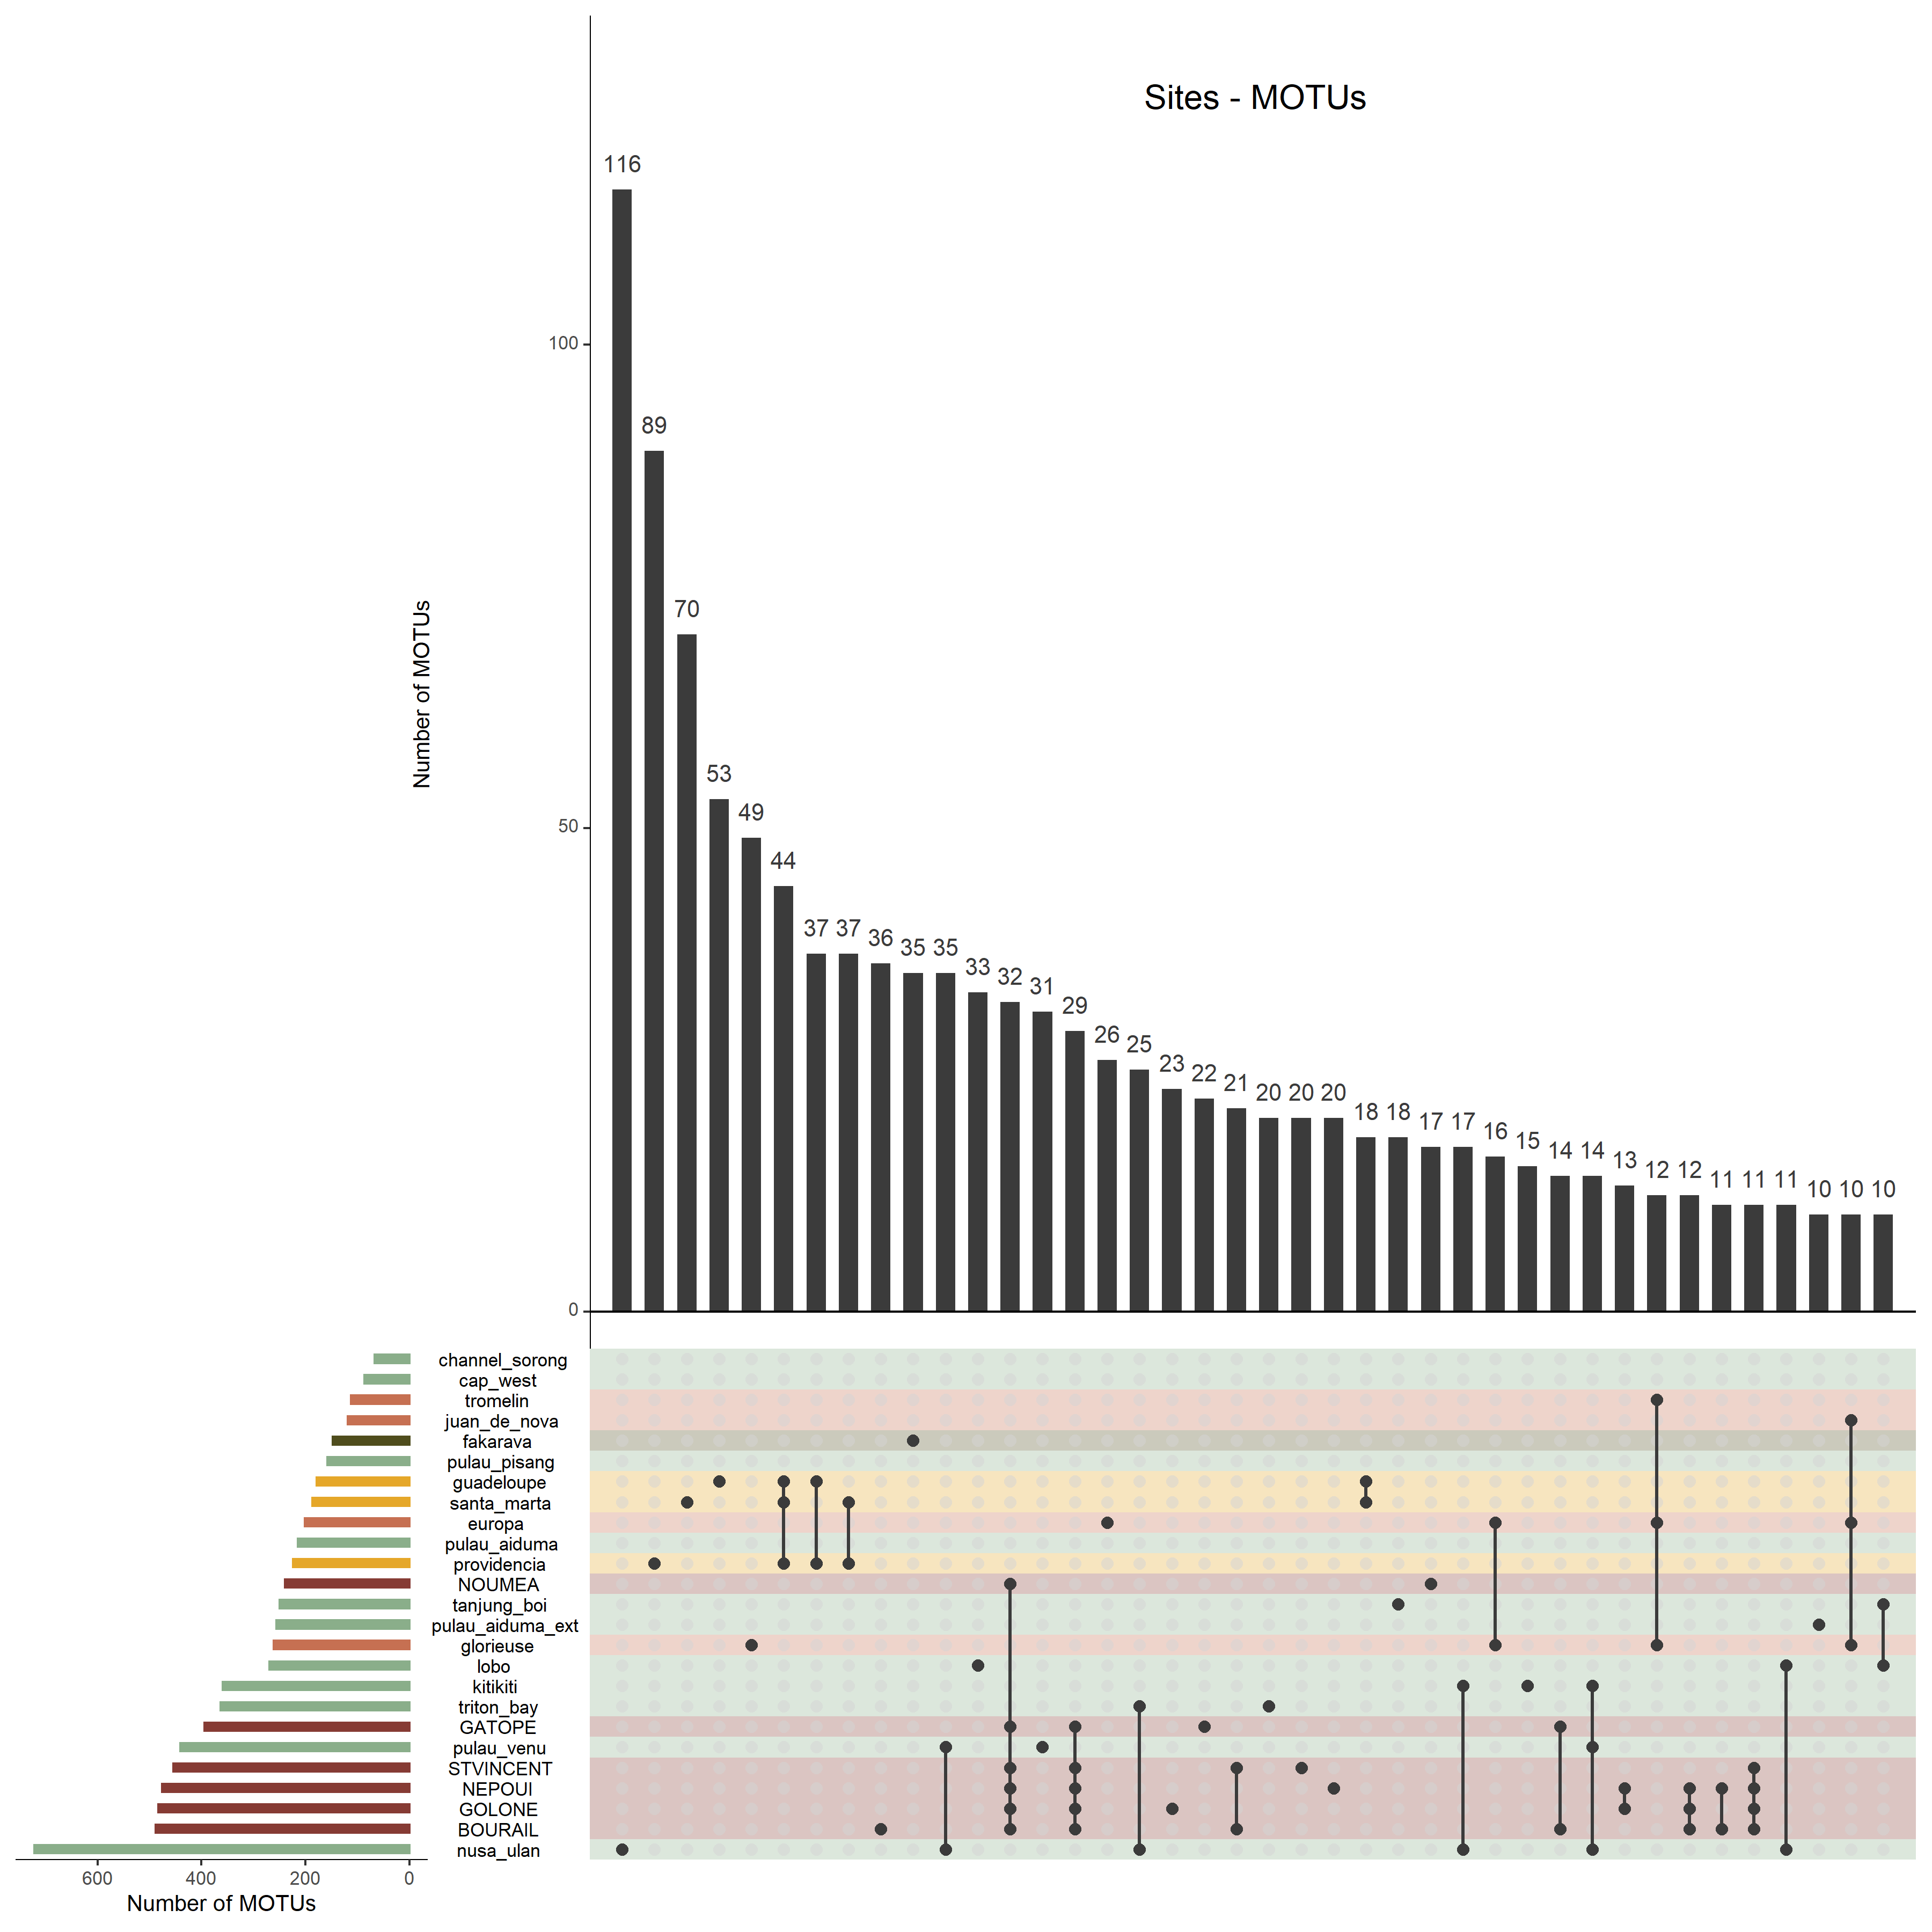 Sites - MOTUs
116
89
70
53
49
44
37 37 36 35 35 33 32 31 29 26 25 23 22 21 20 20 20 18 18 17 17 16 15 14 14 13 12 12 11 11 11 10 10 10
100
50
0
Number of MOTUs
channel_sorong
cap_west
tromelin
juan_de_nova
fakarava
pulau_pisang
guadeloupe
santa_marta
europa
pulau_aiduma
providencia
NOUMEA
tanjung_boi
pulau_aiduma_ext
glorieuse
lobo
kitikiti
triton_bay
GATOPE
pulau_venu
STVINCENT
NEPOUI
GOLONE
BOURAIL
nusa_ulan
600 400 200 0
Number of MOTUs